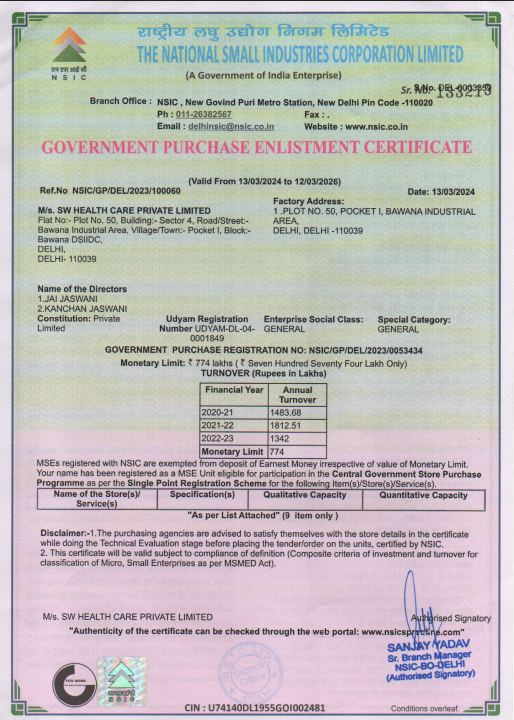 राष्ट्रीय लघु उद्योग निगम लिमिटेड
THE NATIONAL SMALL INDUSTRIES CORPORATION LIMITED
एन एस आई सी
N S I C
(A Government of India Enterprise)
Sr. No. 133219
S.No. DEL-0003359
Branch Office : NSIC , New Govind Puri Metro Station, New Delhi Pin Code -110020
Ph : 011-26382567 Fax : .
Email : delhinsic@nsic.co.in Website : www.nsic.co.in
GOVERNMENT PURCHASE ENLISTMENT CERTIFICATE
(Valid From 13/03/2024 to 12/03/2026)
Ref.No NSIC/GP/DEL/2023/100060 Date: 13/03/2024
M/s. SW HEALTH CARE PRIVATE LIMITED
Flat No:- Plot No. 50, Building:- Sector 4, Road/Street:-
Bawana Industrial Area, Village/Town:- Pocket I, Block:-
Bawana DSIIDC,
DELHI,
DELHI- 110039
Factory Address:
1 .PLOT NO. 50, POCKET I, BAWANA INDUSTRIAL
AREA,
DELHI, DELHI -110039
Name of the Directors
1.JAI JASWANI
2.KANCHAN JASWANI
Constitution: Private
Limited
Udyam Registration
Number UDYAM-DL-04-
0001849
Enterprise Social Class:
GENERAL
Special Category:
GENERAL
GOVERNMENT PURCHASE REGISTRATION NO: NSIC/GP/DEL/2023/0053434
Monetary Limit: ₹ 774 lakhs ( ₹ Seven Hundred Seventy Four Lakh Only)
TURNOVER (Rupees in Lakhs)
Financial Year Annual Turnover
2020-21 1483.68
2021-22 1812.51
2022-23 1342
Monetary Limit 774
MSEs registered with NSIC are exempted from deposit of Earnest Money irrespective of value of Monetary Limit.
Your name has been registered as a MSE Unit eligible for participation in the Central Government Store Purchase
Programme as per the Single Point Registration Scheme for the following Item(s)/Store(s)/Service(s).
Name of the Store(s)/ Service(s) Specification(s) Qualitative Capacity Quantitative Capacity
"As per List Attached" (9 item only )
Disclaimer:-1.The purchasing agencies are advised to satisfy themselves with the store details in the certificate
while doing the Technical Evaluation stage before placing the tender/order on the units, certified by NSIC.
2. This certificate will be valid subject to compliance of definition (Composite criteria of investment and turnover for
classification of Micro, Small Enterprises as per MSMED Act).
M/s. SW HEALTH CARE PRIVATE LIMITED Authorised Signatory
"Authenticity of the certificate can be checked through the web portal: www.nsicspronline.com"
SANJAY YADAV
Sr. Branch Manager
NSIC-BO-DELHI
(Authorised Signatory)
CIN : U74140DL1955GOI002481
Conditions overleaf.